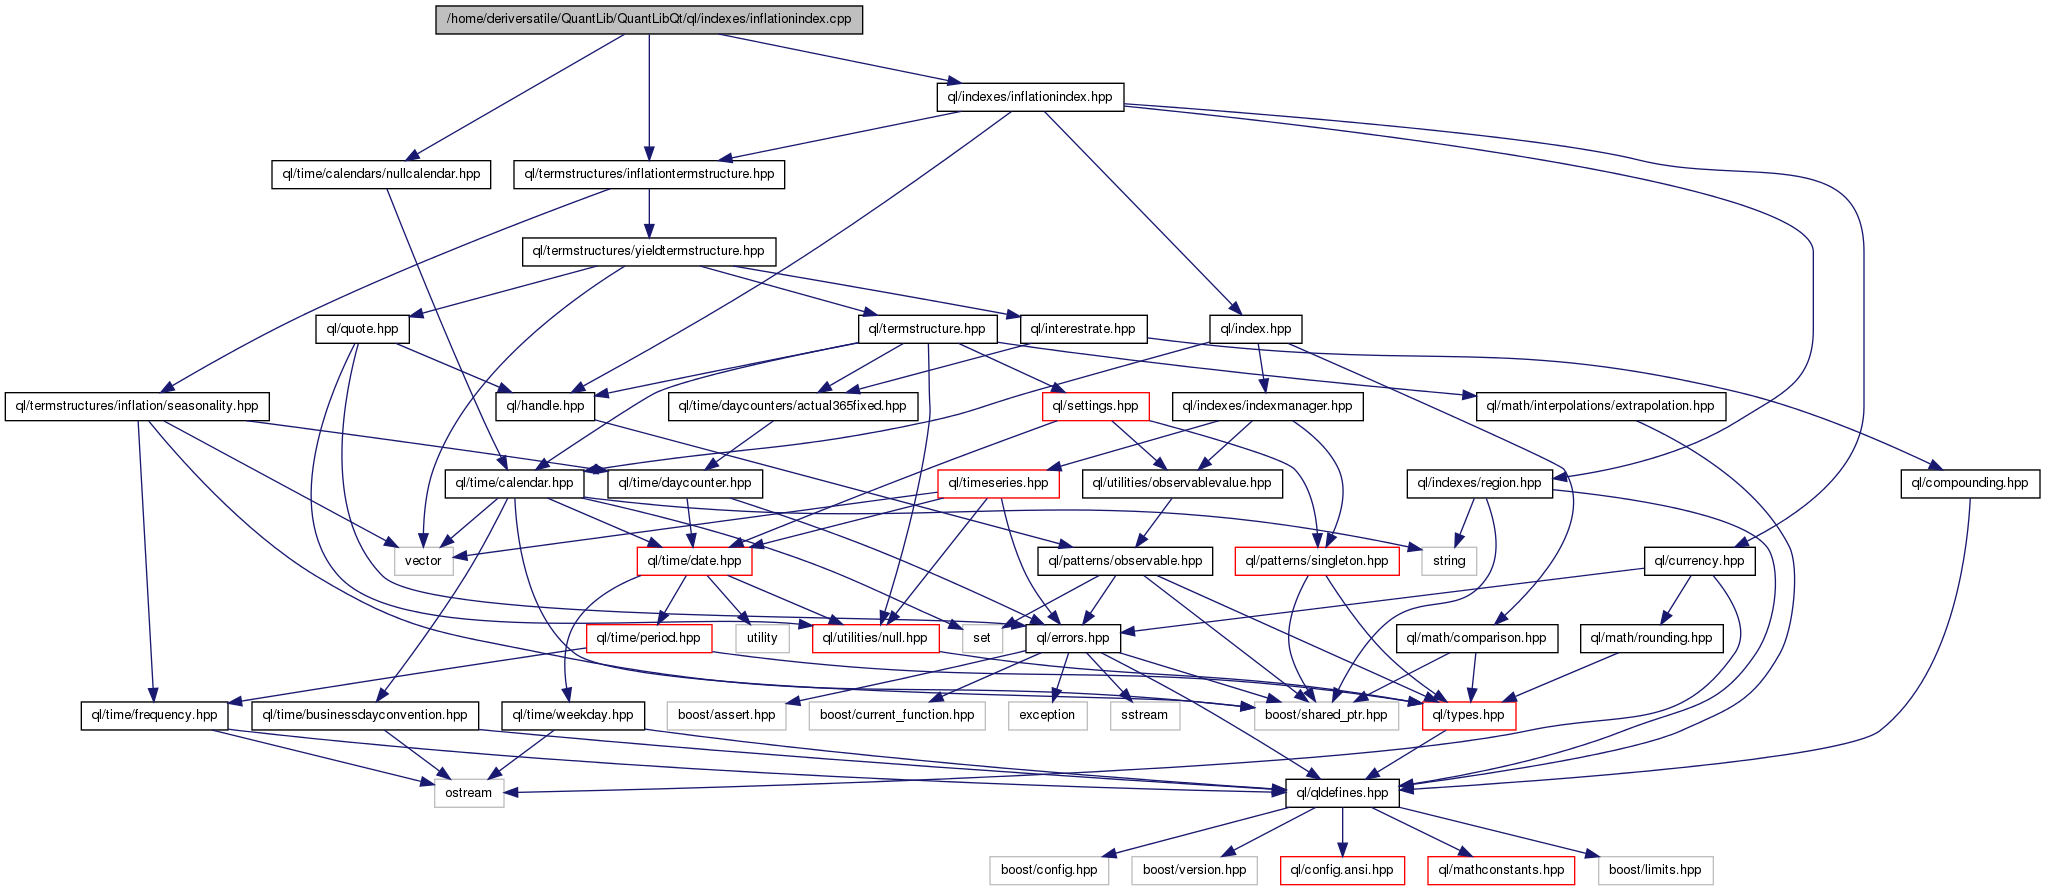 /home/deriversatile/QuantLib/QuantLibQt/ql/indexes/inflationindex.cpp
ql/indexes/inflationindex.hpp
ql/time/calendars/nullcalendar.hpp
ql/termstructures/inflationtermstructure.hpp
ql/termstructures/yieldtermstructure.hpp
ql/quote.hpp
ql/termstructure.hpp
ql/interestrate.hpp
ql/index.hpp
ql/termstructures/inflation/seasonality.hpp
ql/handle.hpp
ql/time/daycounters/actual365fixed.hpp
ql/settings.hpp
ql/indexes/indexmanager.hpp
ql/math/interpolations/extrapolation.hpp
ql/time/calendar.hpp
ql/time/daycounter.hpp
ql/timeseries.hpp
ql/utilities/observablevalue.hpp
ql/indexes/region.hpp
ql/compounding.hpp
vector
ql/time/date.hpp
ql/patterns/observable.hpp
ql/patterns/singleton.hpp
string
ql/currency.hpp
ql/time/period.hpp
utility
ql/utilities/null.hpp
set
ql/errors.hpp
ql/math/comparison.hpp
ql/math/rounding.hpp
ql/time/frequency.hpp
ql/time/businessdayconvention.hpp
ql/time/weekday.hpp
boost/assert.hpp
boost/current_function.hpp
exception
sstream
boost/shared_ptr.hpp
ql/types.hpp
ostream
ql/qldefines.hpp
boost/config.hpp
boost/version.hpp
ql/config.ansi.hpp
ql/mathconstants.hpp
boost/limits.hpp